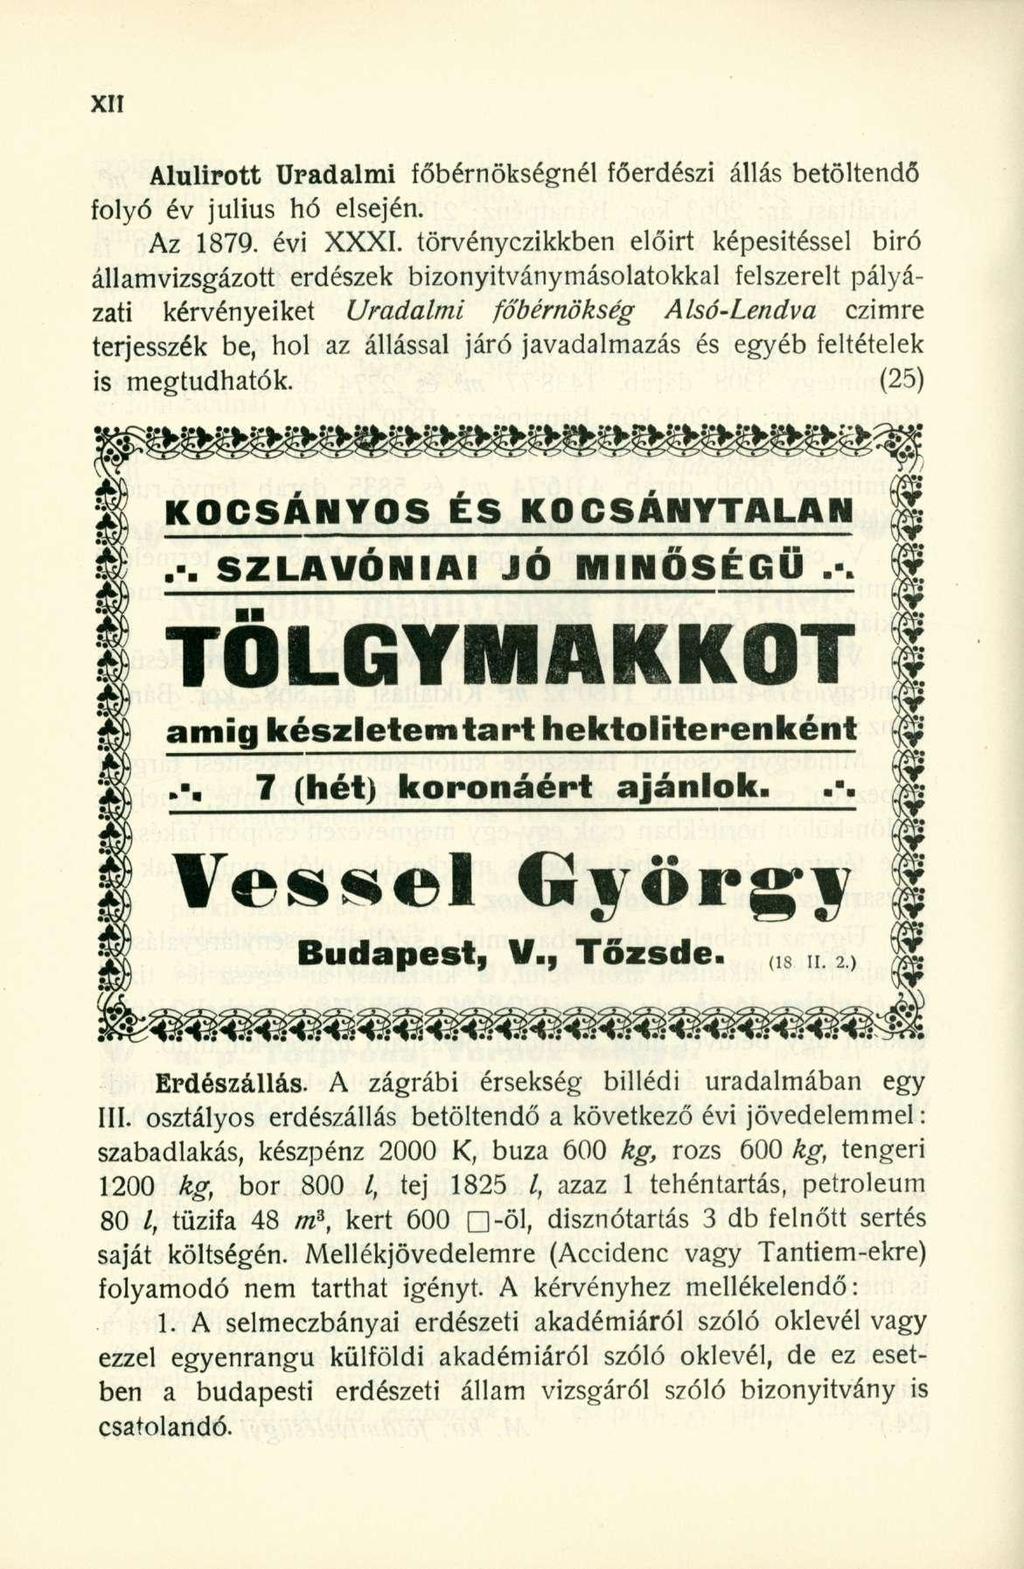 XII
Alulirott Uradalmi főbérnökségnél főerdészi állás betöltendő
folyó év julius hó elsején.
Az 1879. évi XXXI. törvényczikkben előirt képesitéssel biró
államvizsgázott erdészek bizonyitványmásolatokkal felszerelt pályá-
zati kérvényeiket Uradalmi főbérnökség Alsó-Lendva czimre
terjesszék be, hol az állással járó javadalmazás és egyéb feltételek
is megtudhatók. (25)
KOCSÁNYOS ÉS KOCSÁNYTALAN
.·. SZLAVÓNIAI JÓ MINŐSÉGÜ .·.
TÖLGYMAKKOT
amig készletem tart hektoliterenként
.·. 7 (hét) koronáért ajánlok. .·.
Vessel György
Budapest, V., Tőzsde. (18 II. 2.)
Erdészállás. A zágrábi érsekség billédi uradalmában egy
III. osztályos erdészállás betöltendő a következő évi jövedelemmel:
szabadlakás, készpénz 2000 K, buza 600 kg, rozs 600 kg, tengeri
1200 kg, bor 800 l, tej 1825 l, azaz 1 tehéntartás, petroleum
80 l, tüzifa 48 m³, kert 600 □-öl, disznótartás 3 db felnőtt sertés
saját költségén. Mellékjövedelemre (Accidenc vagy Tantiem-ekre)
folyamodó nem tarthat igényt. A kérvényhez mellékelendő:
1. A selmeczbányai erdészeti akadémiáról szóló oklevél vagy
ezzel egyenrangu külföldi akadémiáról szóló oklevél, de ez eset-
ben a budapesti erdészeti állam vizsgáról szóló bizonyitvány is
csatolandó.